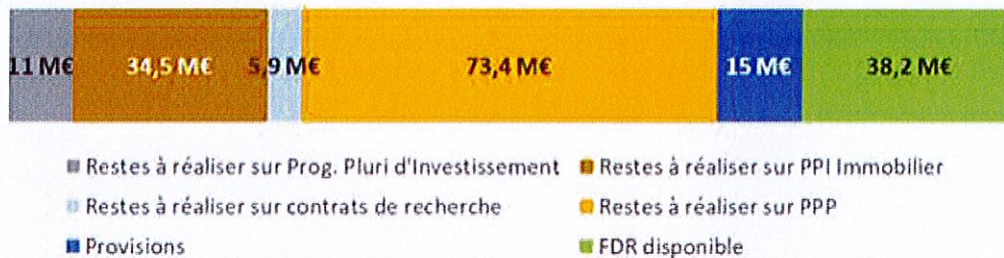 11 M€ 34,5 M€ 5,9 M€ 73,4 M€ 15 M€ 38,2 M€
Restes à réaliser sur Prog. Pluri d'Investissement Restes à réaliser sur PPI Immobilier
Restes à réaliser sur contrats de recherche Restes à réaliser sur PPP
Provisions FDR disponible